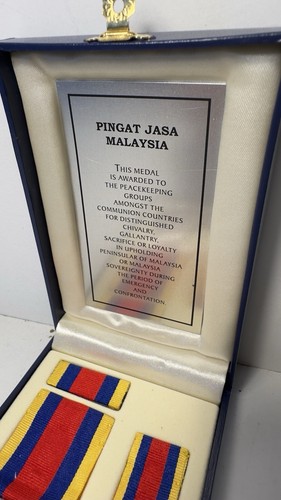 PINGAT JASA
MALAYSIA
THIS MEDAL
IS AWARDED TO
THE PEACEKEEPING
GROUPS
AMONGST THE
COMMUNION COUNTRIES
FOR DISTINGUISHED
CHIVALRY,
GALLANTRY,
SACRIFICE OR LOYALTY
IN UPHOLDING
PENINSULAR OF MALAYSIA
OR MALAYSIA
SOVEREIGNTY DURING
THE PERIOD OF
EMERGENCY
AND
CONFRONTATION